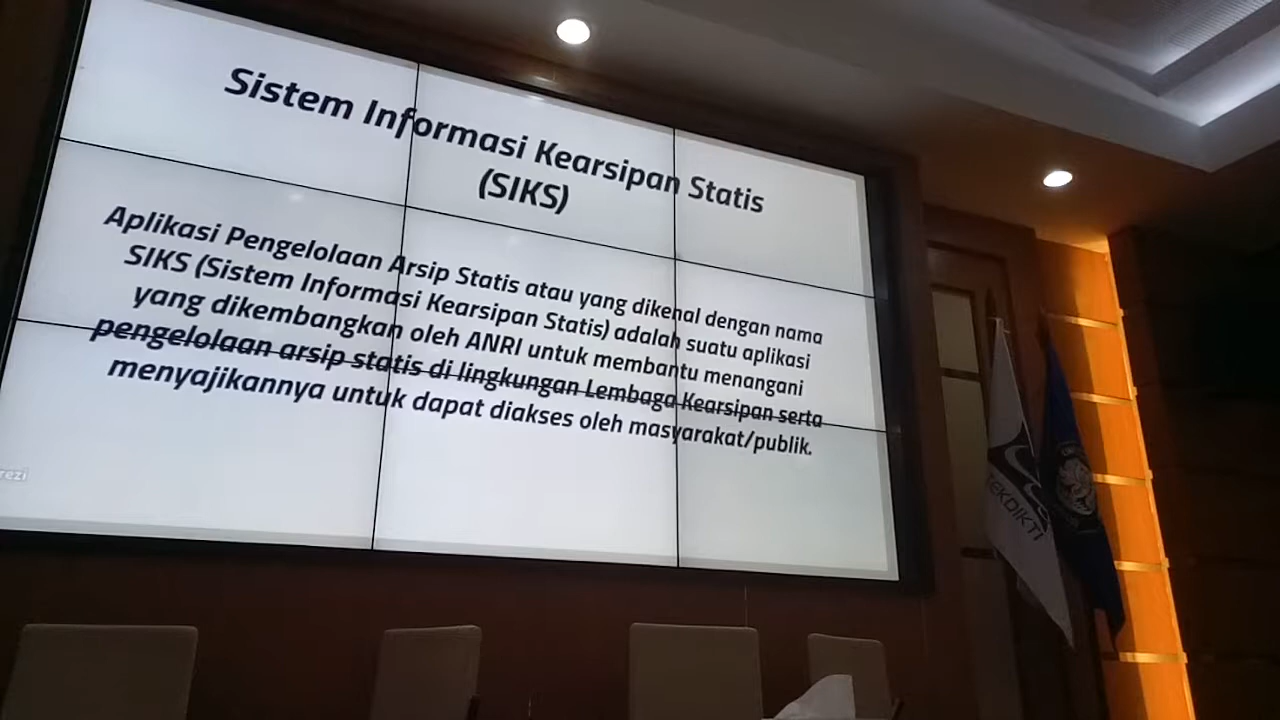 Sistem Informasi Kearsipan Statis
(SIKS)
Aplikasi Pengelolaan Arsip Statis atau yang dikenal dengan nama
SIKS (Sistem Informasi Kearsipan Statis) adalah suatu aplikasi
yang dikembangkan oleh ANRI untuk membantu menangani
pengelolaan arsip statis di lingkungan Lembaga Kearsipan serta
menyajikannya untuk dapat diakses oleh masyarakat/publik.
rezi
TEKDIKTI